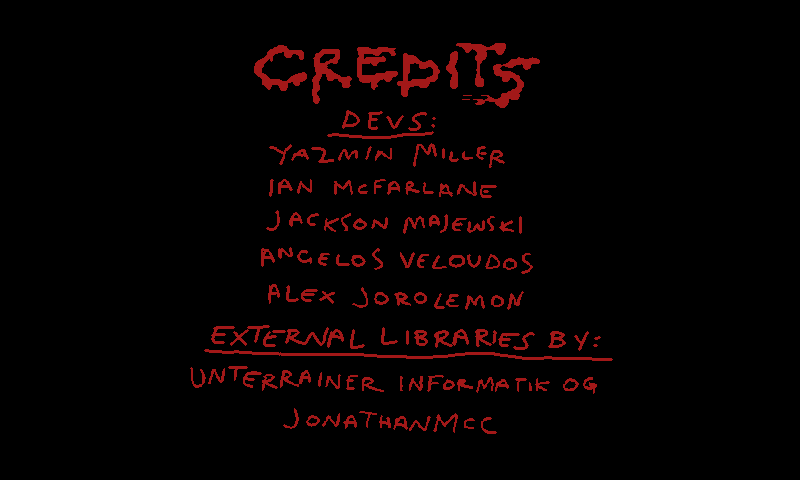 CREDITS
DEVS:
YAZMIN MILLER
IAN MCFARLANE
JACKSON MAJEWSKI
ANGELOS VELOUDOS
ALEX JOROLEMON
EXTERNAL LIBRARIES BY:
UNTERRAINER INFORMATIK OG
JONATHANMCC